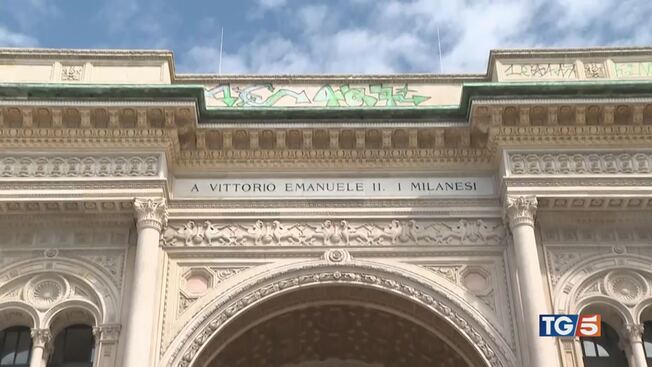 A VITTORIO EMANUELE II. I MILANESI
TG5